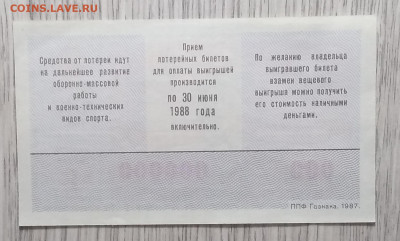 COINS.LAVE.RU
Средства от лотереи идут
на дальнейшее развитие
оборонно-массовой
работы
и военно-технических
видов спорта.
Прием
лотерейных билетов
для оплаты выигрышей
производится
по 30 июня
1988 года
включительно.
По желанию владельца
выигравшего билета
взамен вещевого
выигрыша можно получить
его стоимость наличными
деньгами.
ППФ Гознака. 1987.